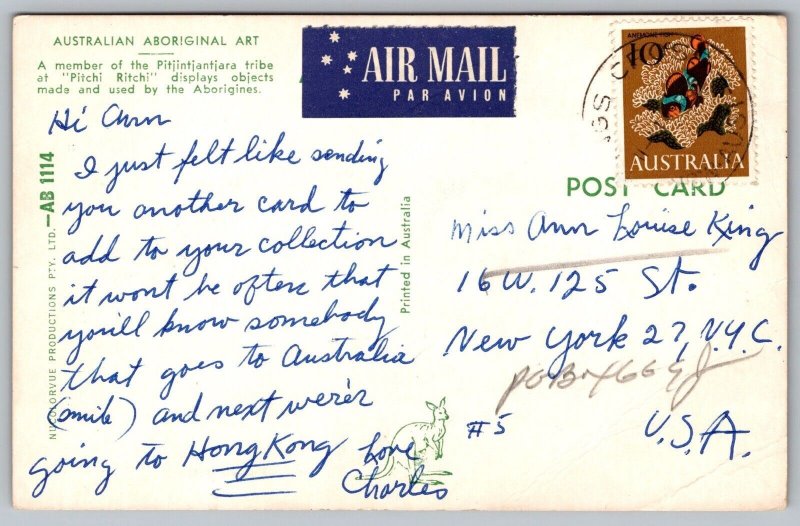 AUSTRALIAN ABORIGINAL ART
A member of the Pitjintjantjara tribe
at "Pitchi Ritchi" displays objects
made and used by the Aborigines.
AIR MAIL
PAR AVION
ANEMONE FISH
10c
AUSTRALIA
POST CARD
Hi Ann
I just felt like sending
you another card to
add to your collection
it wont be often that
you'll know somebody
that goes to Australia
(smile) and next were'r
going to Hong Kong Love
Charles
NUCOLORVUE PRODUCTIONS PTY. LTD.—AB 1114
Printed in Australia
Miss Ann Louise King
16 W. 125 St.
New York 27, N.Y.C.
#5
U.S.A.